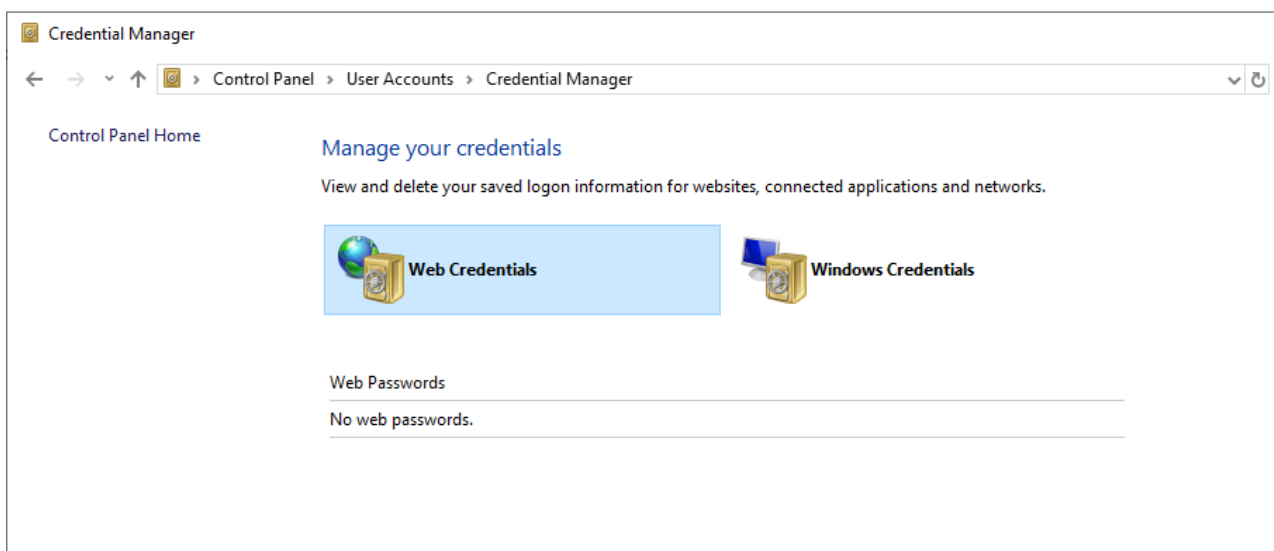 Credential Manager
Control Panel > User Accounts > Credential Manager
Control Panel Home
Manage your credentials
View and delete your saved logon information for websites, connected applications and networks.
Web Credentials
Windows Credentials
Web Passwords
No web passwords.